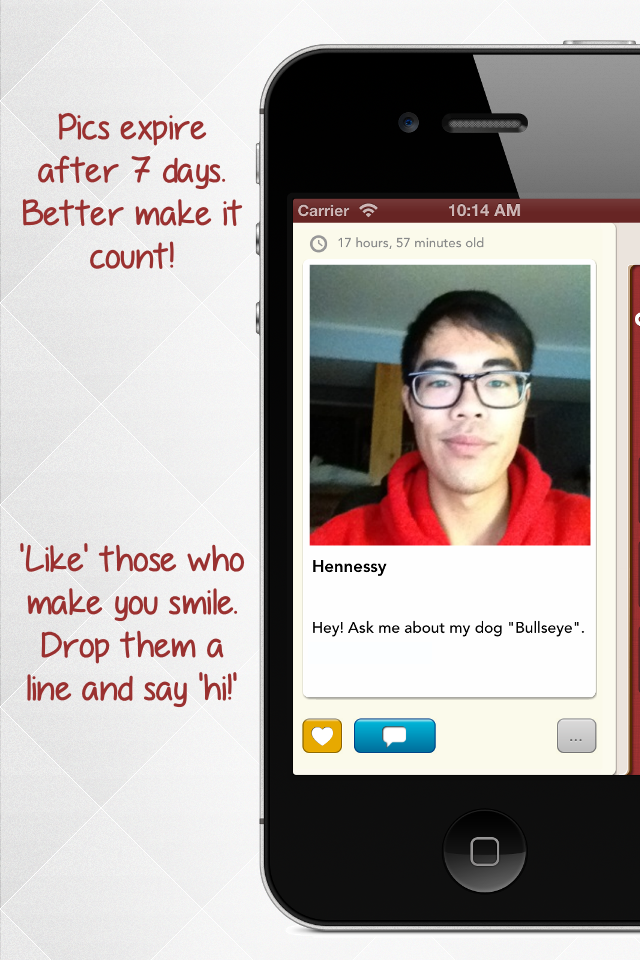 Pics expire
after 7 days.
Better make it
count!
'Like' those who
make you smile.
Drop them a
line and say 'hi!'
Carrier 10:14 AM
17 hours, 57 minutes old
Hennessy
Hey! Ask me about my dog "Bullseye".
...